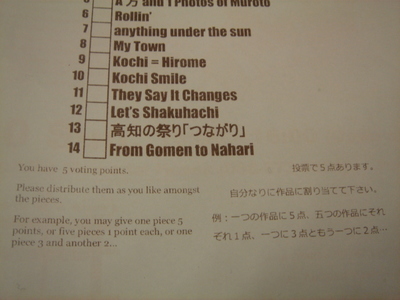 and 1 Photos of Muroto
6 Rollin'
7 anything under the sun
8 My Town
9 Kochi = Hirome
10 Kochi Smile
11 They Say It Changes
12 Let's Shakuhachi
13 高知の祭り「つながり」
14 From Gomen to Nahari
You have 5 voting points.
投票で5点あります。
Please distribute them as you like amongst
the pieces.
自分なりに作品に割り当てて下さい。
For example, you may give one piece 5
points, or five pieces 1 point each, or one
piece 3 and another 2...
例：一つの作品に5点、五つの作品にそれ
ぞれ1点、一つに3点ともう一つに2点…